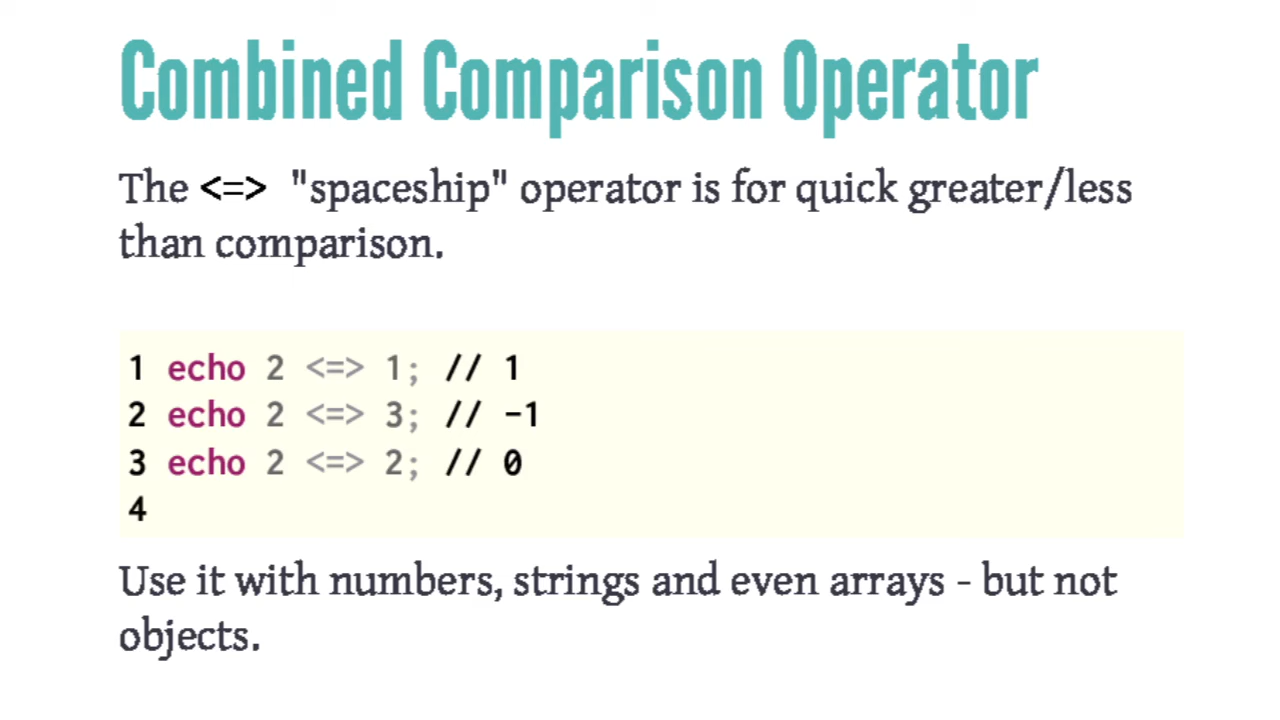 Combined Comparison Operator
The <=> "spaceship" operator is for quick greater/less
than comparison.
1 echo 2 <=> 1; // 1
2 echo 2 <=> 3; // -1
3 echo 2 <=> 2; // 0
4
Use it with numbers, strings and even arrays - but not
objects.